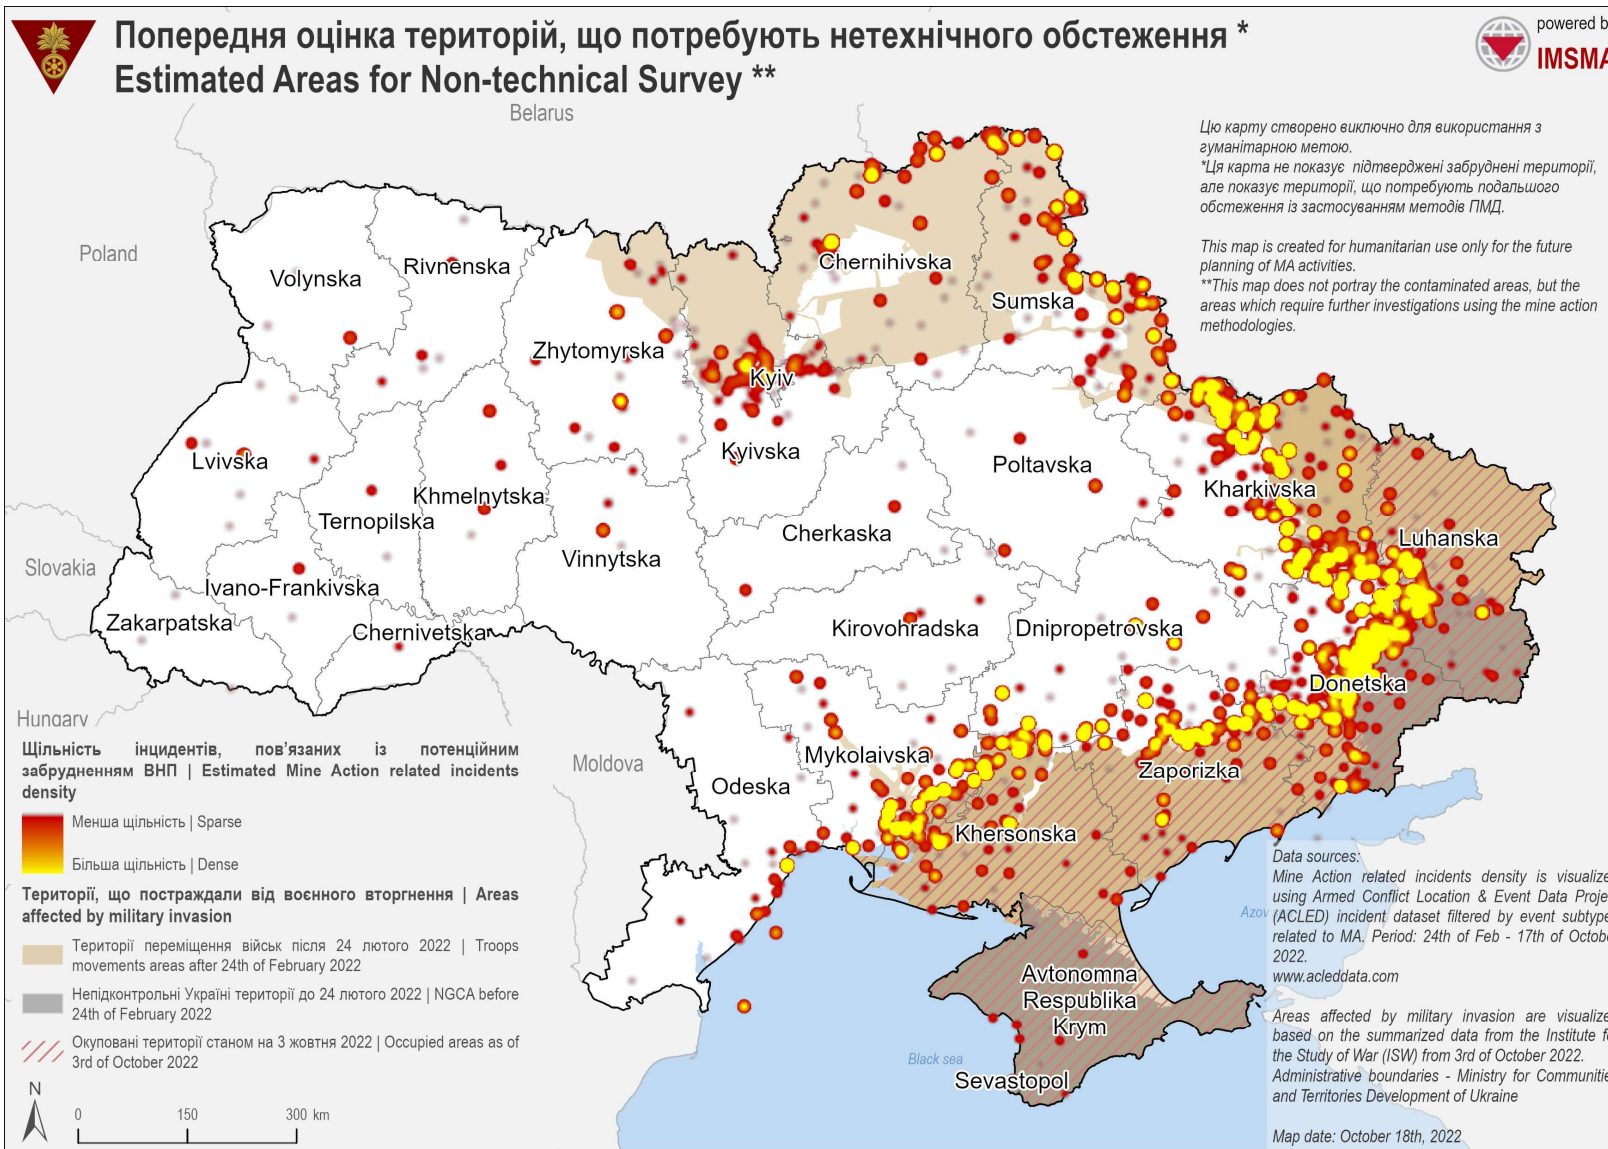 Попередня оцінка територій, що потребують нетехнічного обстеження *
Estimated Areas for Non-technical Survey **
powered b
IMSMA
Belarus
Цю карту створено виключно для використання з
гуманітарною метою.
*Ця карта не показує підтверджені забруднені території,
але показує території, що потребують подальшого
обстеження із застосуванням методів ПМД.
This map is created for humanitarian use only for the future
planning of MA activities.
**This map does not portray the contaminated areas, but the
areas which require further investigations using the mine action
methodologies.
Poland
Volynska
Rivnenska
Chernihivska
Sumska
Zhytomyrska
Kyiv
Lvivska
Kyivska
Poltavska
Khmelnytska
Kharkivska
Ternopilska
Cherkaska
Luhanska
Vinnytska
Slovakia
Ivano-Frankivska
Zakarpatska
Chernivetska
Kirovohradska
Dnipropetrovska
Donetska
Hungary
Moldova
Mykolaivska
Odeska
Zaporizka
Khersonska
Щільність інцидентів, пов’язаних із потенційним
забрудненням ВНП | Estimated Mine Action related incidents
density
Менша щільність | Sparse
Більша щільність | Dense
Території, що постраждали від воєнного вторгнення | Areas
affected by military invasion
Території переміщення військ після 24 лютого 2022 | Troops
movements areas after 24th of February 2022
Непідконтрольні Україні території до 24 лютого 2022 | NGCA before
24th of February 2022
Окуповані території станом на 3 жовтня 2022 | Occupied areas as of
3rd of October 2022
N
0 150 300 km
Azov
Avtonomna
Respublika
Krym
Black sea
Sevastopol
Data sources:
Mine Action related incidents density is visualize
using Armed Conflict Location & Event Data Proje
(ACLED) incident dataset filtered by event subtype
related to MA. Period: 24th of Feb - 17th of Octobe
2022.
www.acleddata.com
Areas affected by military invasion are visualize
based on the summarized data from the Institute f
the Study of War (ISW) from 3rd of October 2022.
Administrative boundaries - Ministry for Communitie
and Territories Development of Ukraine
Map date: October 18th, 2022